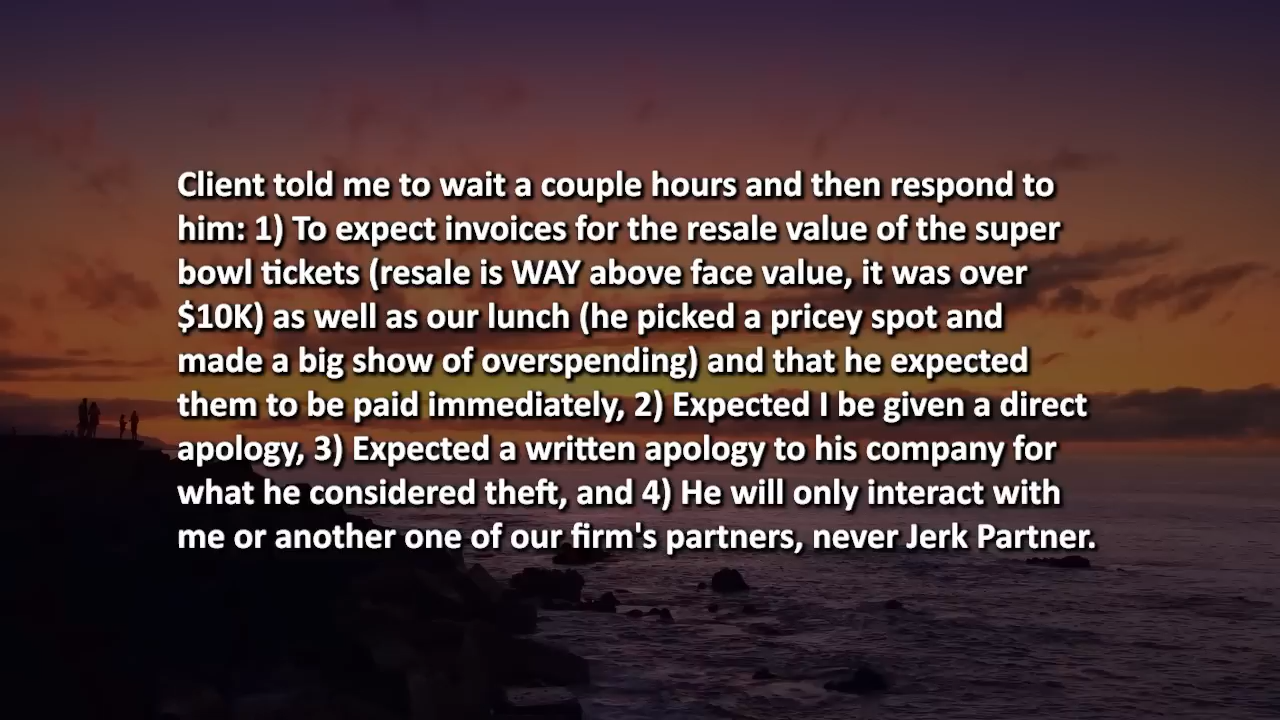 Client told me to wait a couple hours and then respond to
him: 1) To expect invoices for the resale value of the super
bowl tickets (resale is WAY above face value, it was over
$10K) as well as our lunch (he picked a pricey spot and
made a big show of overspending) and that he expected
them to be paid immediately, 2) Expected I be given a direct
apology, 3) Expected a written apology to his company for
what he considered theft, and 4) He will only interact with
me or another one of our firm's partners, never Jerk Partner.